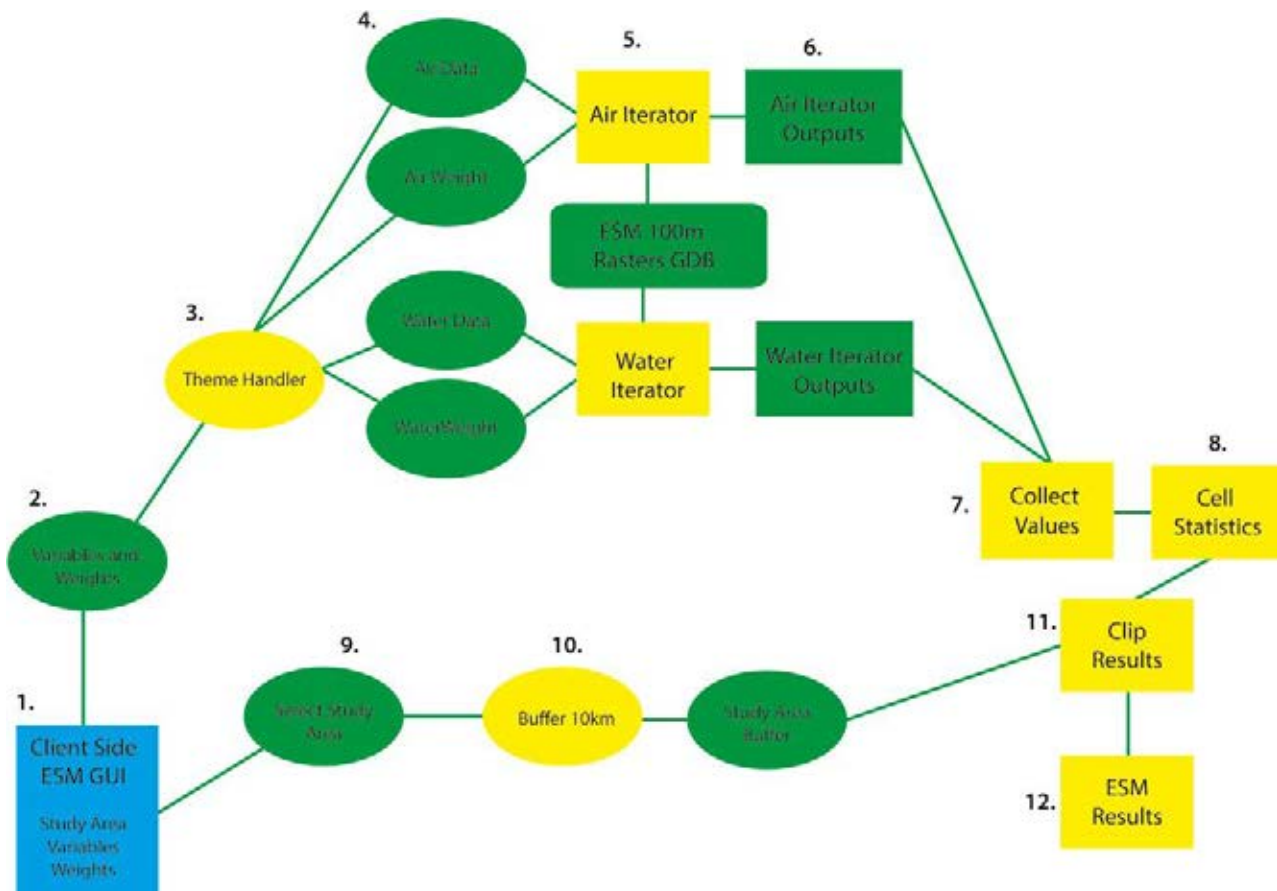 1.
Client Side
ESM GUI
Study Area
Variables
Weights
2.
Variables and
Weights
3.
Theme Handler
4.
Air Data
Air Weight
Water Data
WaterWeight
5.
Air Iterator
ESM 100m
Rasters GDB
Water
Iterator
6.
Air Iterator
Outputs
Water Iterator
Outputs
7.
Collect
Values
8.
Cell
Statistics
9.
Select Study
Area
10.
Buffer 10km
Study Area
Buffer
11.
Clip
Results
12.
ESM
Results